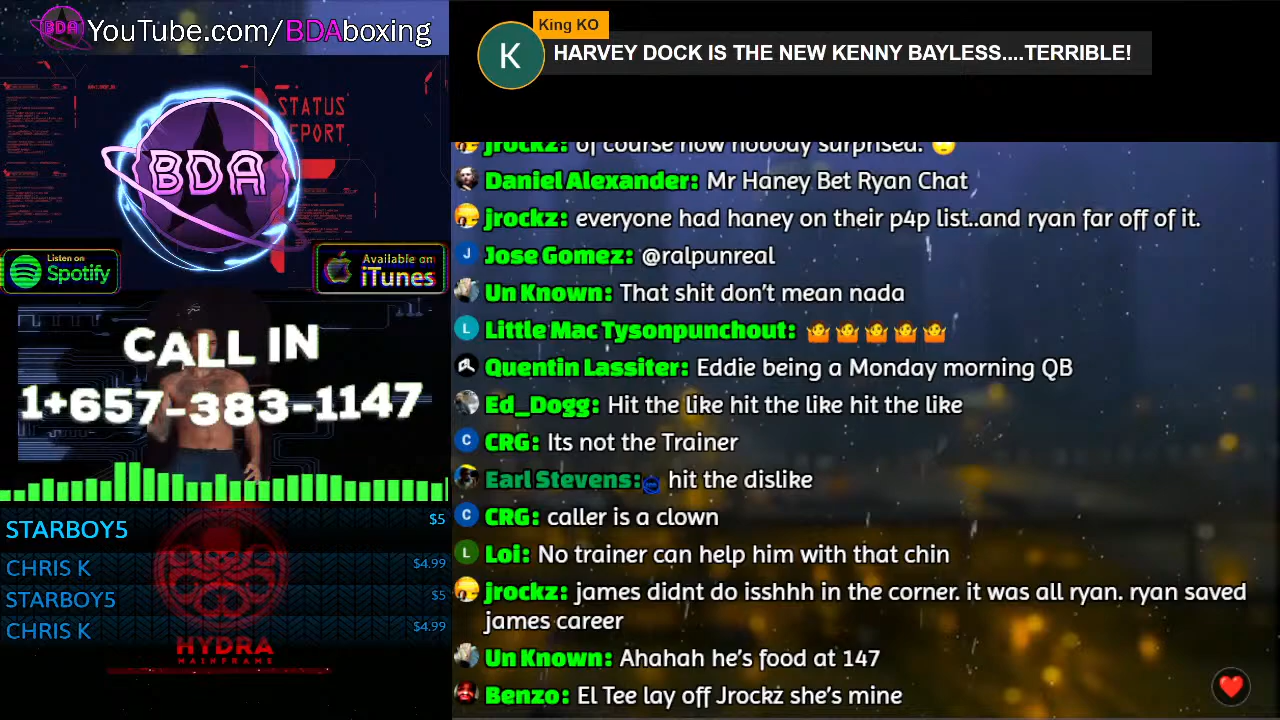 YouTube.com/BDAboxing
STATUS
REPORT
BDA
Listen on
Spotify
Available on
iTunes
CALL IN
1+657-383-1147
STARBOY5 $5
CHRIS K $4.99
STARBOY5 $5
CHRIS K $4.99
HYDRA
MAINFRAME
King KO
K
HARVEY DOCK IS THE NEW KENNY BAYLESS....TERRIBLE!
jrockz: of course now nobody surprised. 🙄
Daniel Alexander: Mr Haney Bet Ryan Chat
jrockz: everyone had haney on their p4p list..and ryan far off of it.
J Jose Gomez: @ralpunreal
Un Known: That shit don't mean nada
L Little Mac Tysonpunchout: 🤷🤷🤷🤷🤷
Quentin Lassiter: Eddie being a Monday morning QB
Ed_Dogg: Hit the like hit the like hit the like
C CRG: Its not the Trainer
Earl Stevens: hit the dislike
C CRG: caller is a clown
L Loi: No trainer can help him with that chin
jrockz: james didnt do isshhh in the corner. it was all ryan. ryan saved
james career
Un Known: Ahahah he's food at 147
Benzo: El Tee lay off Jrockz she's mine